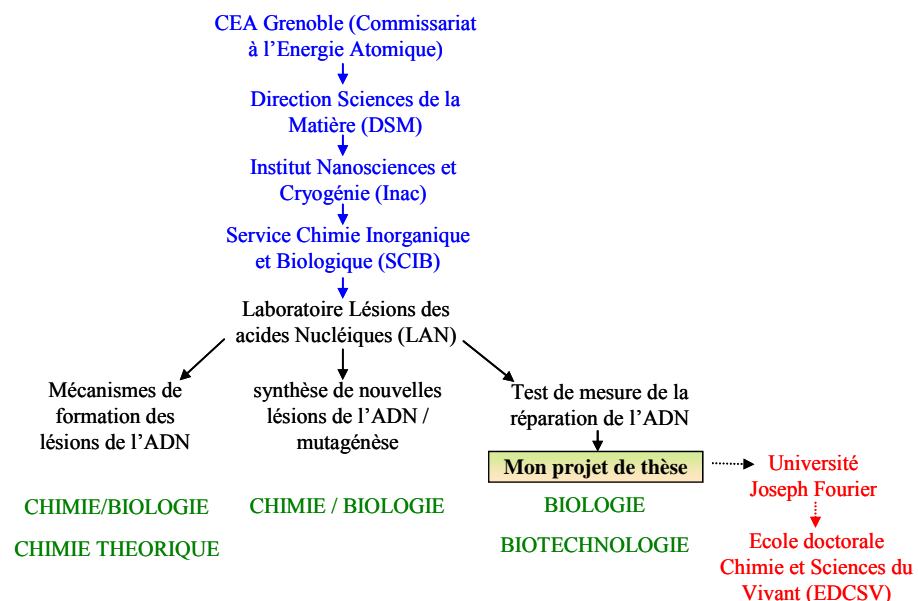 CEA Grenoble (Commissariat
à l'Energie Atomique)
Direction Sciences de la
Matière (DSM)
Institut Nanosciences et
Cryogénie (Inac)
Service Chimie Inorganique
et Biologique (SCIB)
Laboratoire Lésions des
acides Nucléiques (LAN)
Mécanismes de
formation des
lésions de l'ADN
synthèse de nouvelles
lésions de l'ADN /
mutagénèse
Test de mesure de la
réparation de l'ADN
Mon projet de thèse
Université
Joseph Fourier
CHIMIE/BIOLOGIE
CHIMIE THEORIQUE
CHIMIE / BIOLOGIE
BIOLOGIE
BIOTECHNOLOGIE
Ecole doctorale
Chimie et Sciences du
Vivant (EDCSV)